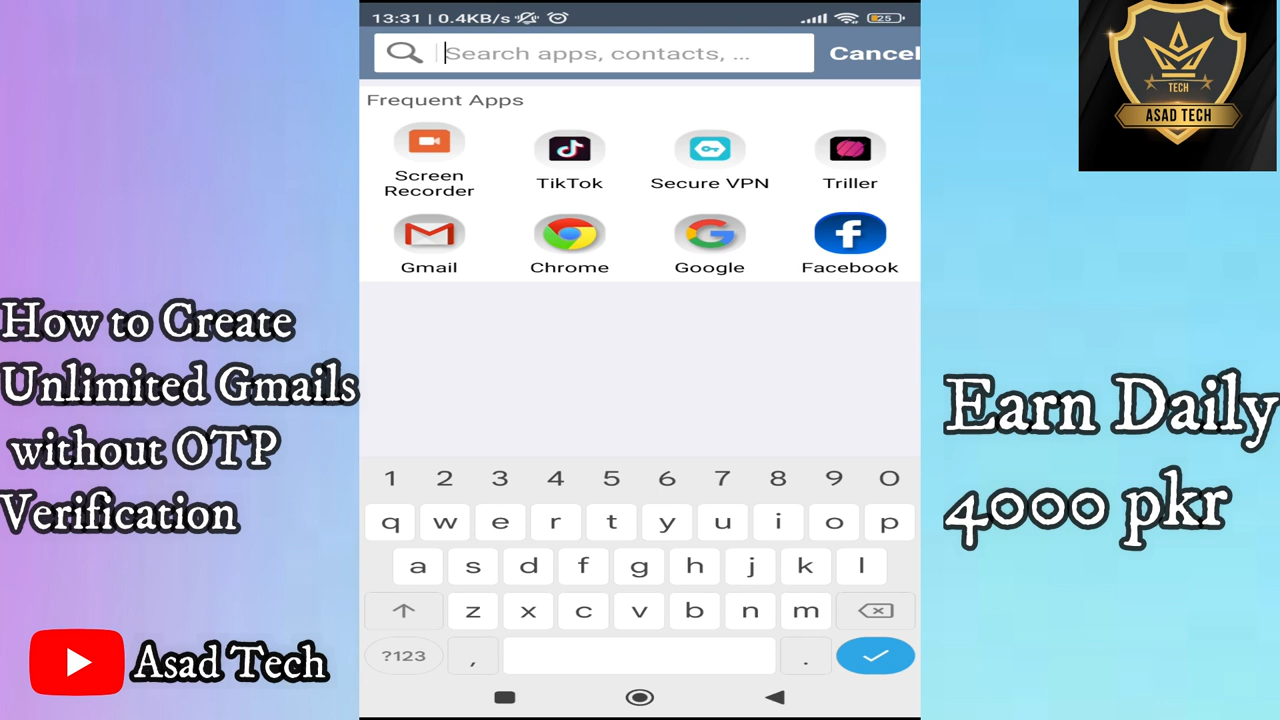 13:31 | 0.4KB/s
25
Search apps, contacts, ...
Cancel
Frequent Apps
Screen Recorder
TikTok
Secure VPN
Triller
Gmail
Chrome
Google
Facebook
1 2 3 4 5 6 7 8 9 0
q w e r t y u i o p
a s d f g h j k l
z x c v b n m
?123 , .
How to Create
Unlimited Gmails
without OTP
Verification
Asad Tech
TECH
ASAD TECH
Earn Daily
4000 pkr